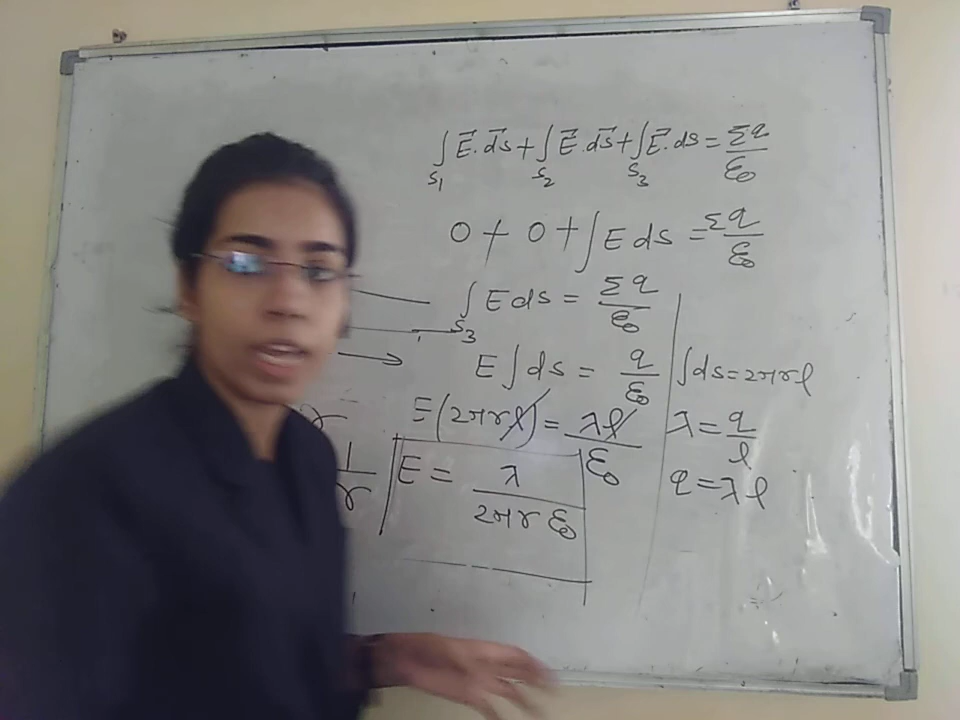 ∫S₁ E⃗.ds⃗ + ∫S₂ E⃗.ds⃗ + ∫S₃ E⃗.ds = Σq/ε₀
0 + 0 + ∫E ds = Σq/ε₀
∫S₃ E ds = Σq/ε₀
E∫ds = q/ε₀
E(2πrl) = λl/ε₀
E = λ/2πrε₀
∫ds = 2πrl
λ = q/l
q = λl
1/r